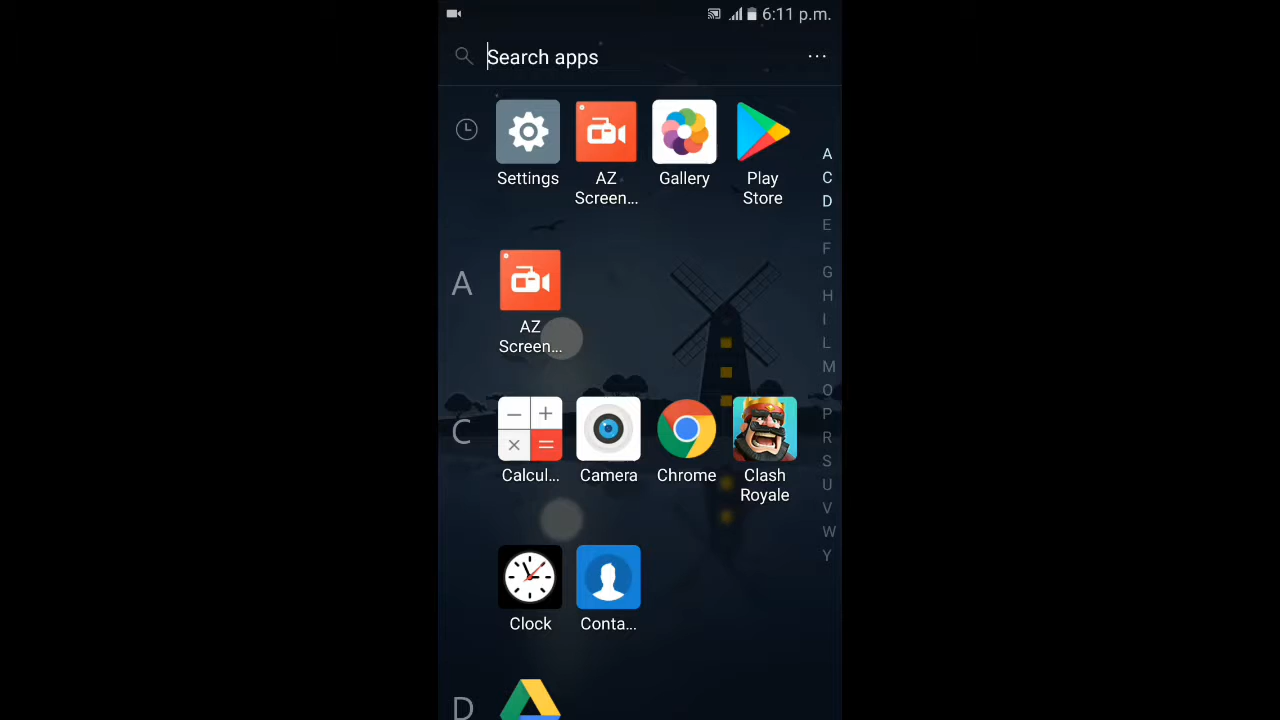 6:11 p.m.
Search apps
Settings
AZ
Screen...
Gallery
Play
Store
A
AZ
Screen...
C
Calcul...
Camera
Chrome
Clash
Royale
Clock
Conta...
D
A
C
D
E
F
G
H
I
L
M
O
P
R
S
U
V
W
Y